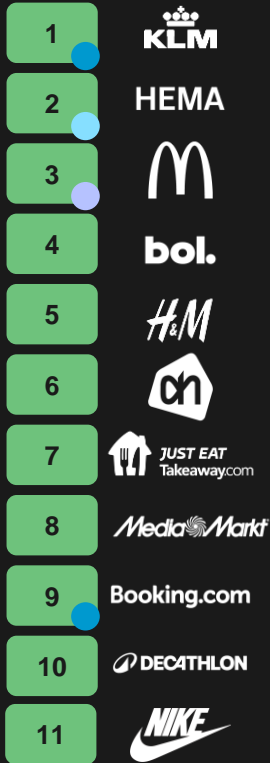 1 KLM
2 HEMA
3 M
4 bol.
5 H&M
6 ah
7 JUST EAT
Takeaway.com
8 MediaMarkt
9 Booking.com
10 DECATHLON
11 NIKE